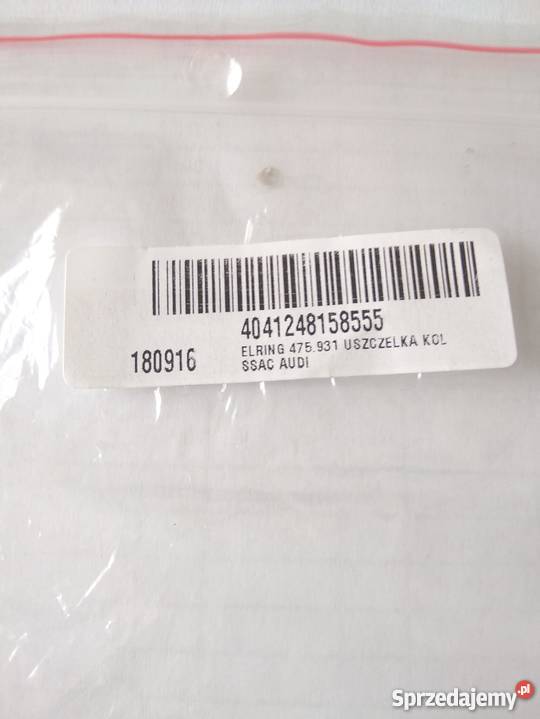 4041248158555
180916
ELRING 475.931 USZCZELKA KOL
SSAC AUDI
Sprzedajemy.pl